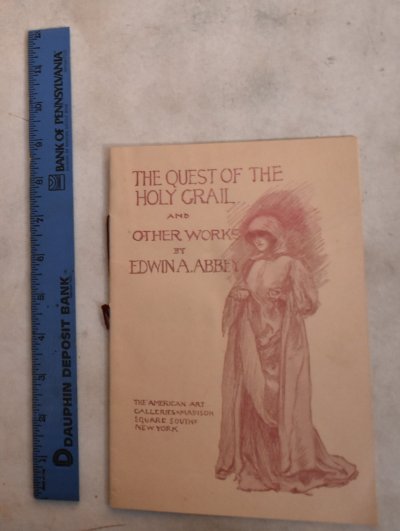 THE QUEST OF THE
HOLY GRAIL
AND
OTHER WORKS
BY
EDWIN A. ABBEY
THE AMERICAN ART
GALLERIES MADISON
SQUARE SOUTH
NEW YORK
BANK OF PENNSYLVANIA
DAUPHIN DEPOSIT BANK